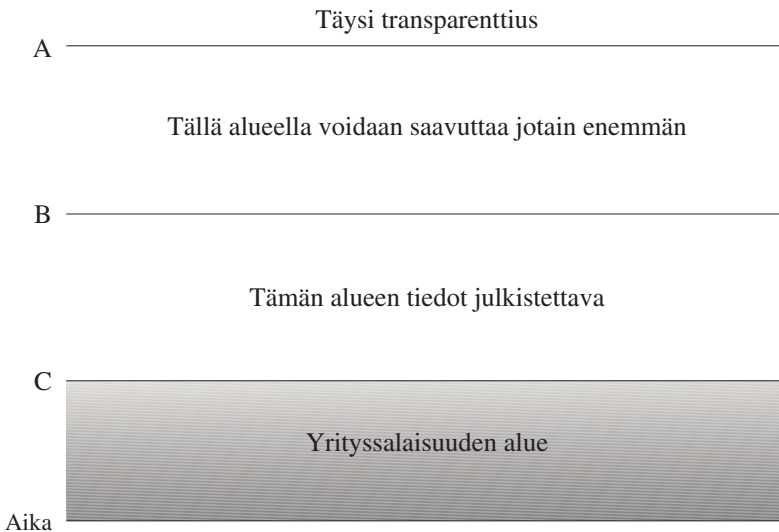 Täysi transparenttius
A
Tällä alueella voidaan saavuttaa jotain enemmän
B
Tämän alueen tiedot julkistettava
C
Yrityssalaisuuden alue
Aika